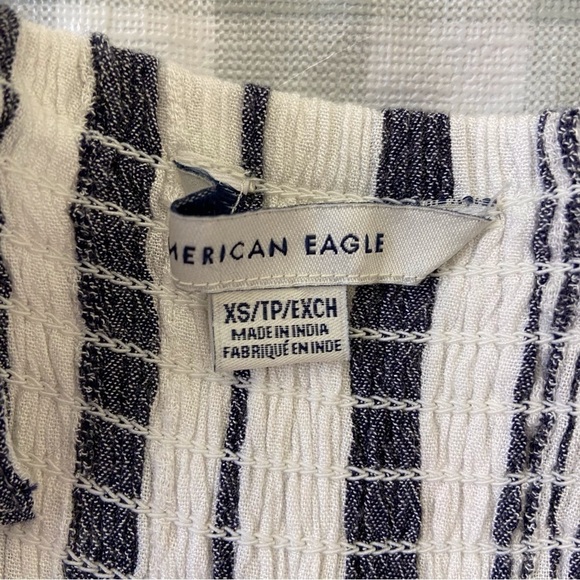 MERICAN EAGLE
XS/TP/EXCH
MADE IN INDIA
FABRIQUÉ EN INDE